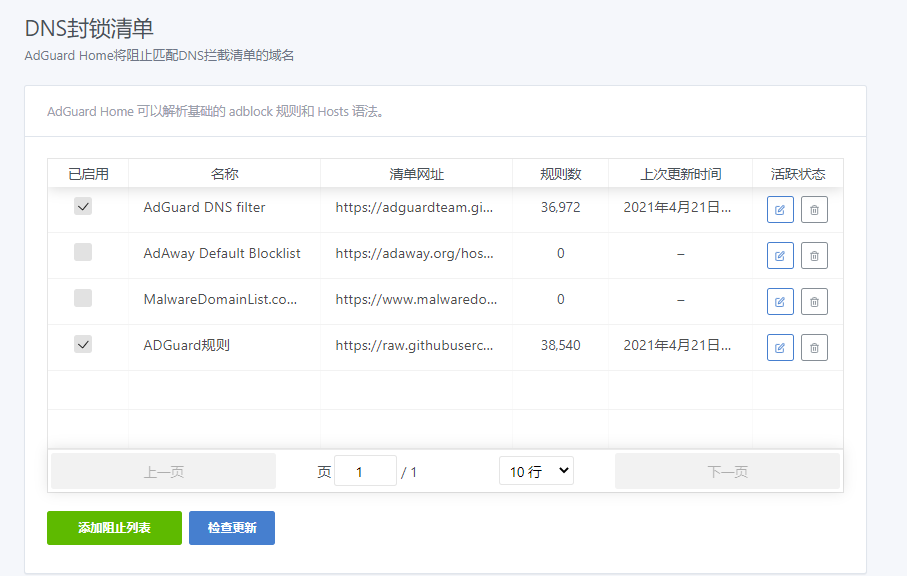 DNS封锁清单
AdGuard Home将阻止匹配DNS拦截清单的域名
AdGuard Home 可以解析基础的 adblock 规则和 Hosts 语法。
已启用 名称 清单网址 规则数 上次更新时间 活跃状态
AdGuard DNS filter https://adguardteam.gi... 36,972 2021年4月21日...
AdAway Default Blocklist https://adaway.org/hos... 0 –
MalwareDomainList.co... https://www.malwaredo... 0 –
ADGuard规则 https://raw.githubuserc... 38,540 2021年4月21日...
上一页 页 1 / 1 10 行 下一页
添加阻止列表 检查更新